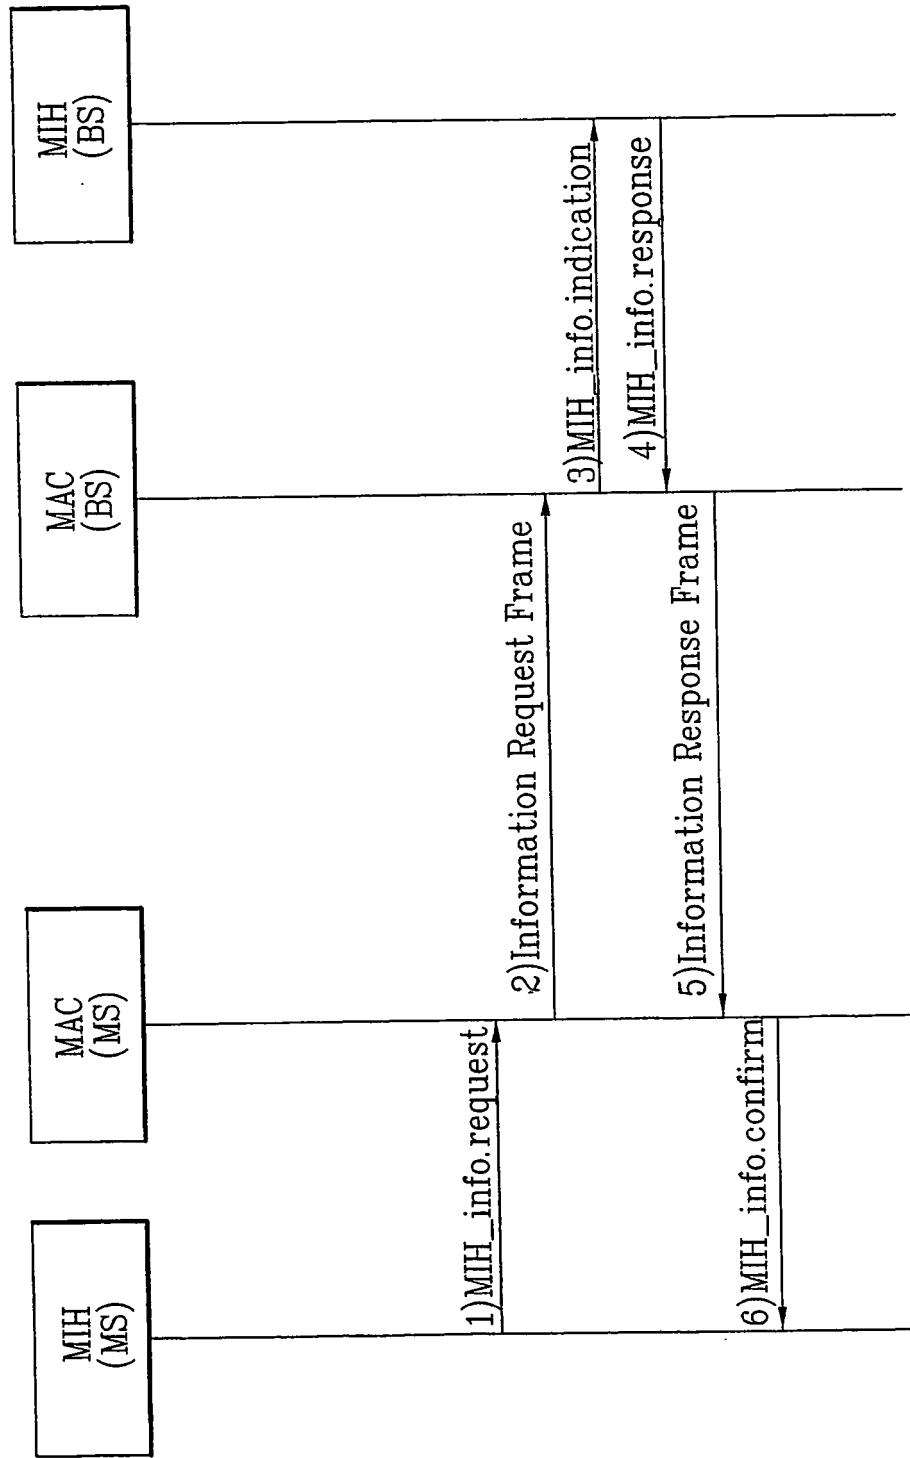 MIH
(MS)
MAC
(MS)
MAC
(BS)
MIH
(BS)
1)MIH_info.request
2)Information Request Frame
3)MIH_info.indication
4)MIH_info.response
5)Information Response Frame
6)MIH_info.confirm